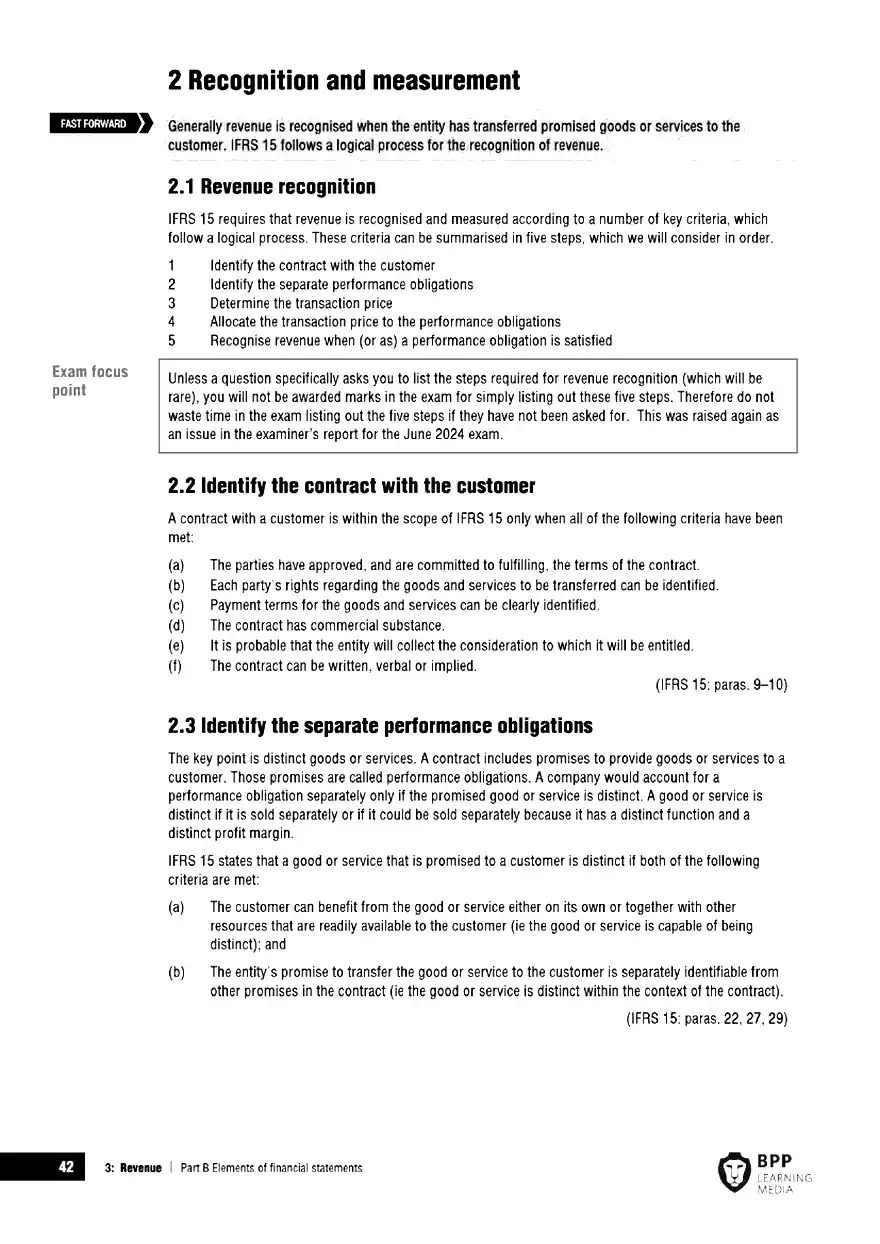 2 Recognition and measurement
FAST FORWARD
Generally revenue is recognised when the entity has transferred promised goods or services to the
customer. IFRS 15 follows a logical process for the recognition of revenue.
2.1 Revenue recognition
IFRS 15 requires that revenue is recognised and measured according to a number of key criteria, which
follow a logical process. These criteria can be summarised in five steps, which we will consider in order.
1 Identify the contract with the customer
2 Identify the separate performance obligations
3 Determine the transaction price
4 Allocate the transaction price to the performance obligations
5 Recognise revenue when (or as) a performance obligation is satisfied
Exam focus
point
Unless a question specifically asks you to list the steps required for revenue recognition (which will be
rare), you will not be awarded marks in the exam for simply listing out these five steps. Therefore do not
waste time in the exam listing out the five steps if they have not been asked for. This was raised again as
an issue in the examiner's report for the June 2024 exam.
2.2 Identify the contract with the customer
A contract with a customer is within the scope of IFRS 15 only when all of the following criteria have been
met:
(a) The parties have approved, and are committed to fulfilling, the terms of the contract.
(b) Each party's rights regarding the goods and services to be transferred can be identified.
(c) Payment terms for the goods and services can be clearly identified.
(d) The contract has commercial substance.
(e) It is probable that the entity will collect the consideration to which it will be entitled.
(f) The contract can be written, verbal or implied.
(IFRS 15: paras. 9–10)
2.3 Identify the separate performance obligations
The key point is distinct goods or services. A contract includes promises to provide goods or services to a
customer. Those promises are called performance obligations. A company would account for a
performance obligation separately only if the promised good or service is distinct. A good or service is
distinct if it is sold separately or if it could be sold separately because it has a distinct function and a
distinct profit margin.
IFRS 15 states that a good or service that is promised to a customer is distinct if both of the following
criteria are met:
(a) The customer can benefit from the good or service either on its own or together with other
resources that are readily available to the customer (ie the good or service is capable of being
distinct); and
(b) The entity's promise to transfer the good or service to the customer is separately identifiable from
other promises in the contract (ie the good or service is distinct within the context of the contract).
(IFRS 15: paras. 22, 27, 29)
42 3: Revenue | Part B Elements of financial statements
BPP
LEARNING
MEDIA